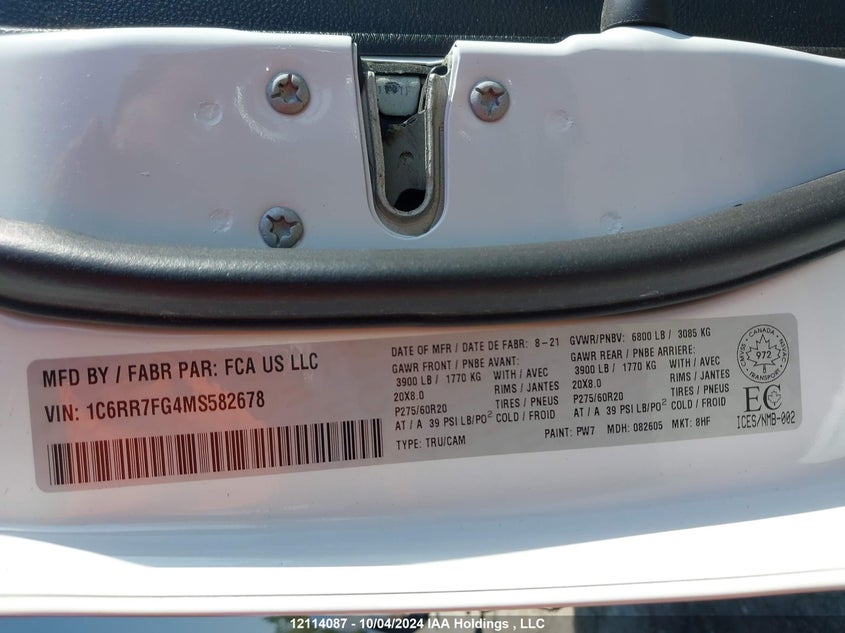 MFD BY / FABR PAR: FCA US LLC
VIN: 1C6RR7FG4MS582678
DATE OF MFR / DATE DE FABR: 8-21
GAWR FRONT / PNBE AVANT:
3900 LB / 1770 KG WITH / AVEC
20X8.0 RIMS / JANTES
P275/60R20 TIRES / PNEUS
AT / A 39 PSI LB/PO² COLD / FROID
TYPE: TRU/CAM
GVWR/PNBV: 6800 LB / 3085 KG
GAWR REAR / PNBE ARRIERE:
3900 LB / 1770 KG WITH / AVEC
20X8.0 RIMS / JANTES
P275/60R20 TIRES / PNEUS
AT / A 39 PSI LB/PO² COLD / FROID
PAINT: PW7 MDH: 082605 MKT: 8HF
CANADA
972
TRANSPORT
EC
ICES/NMB-002
12114087 - 10/04/2024 IAA Holdings , LLC